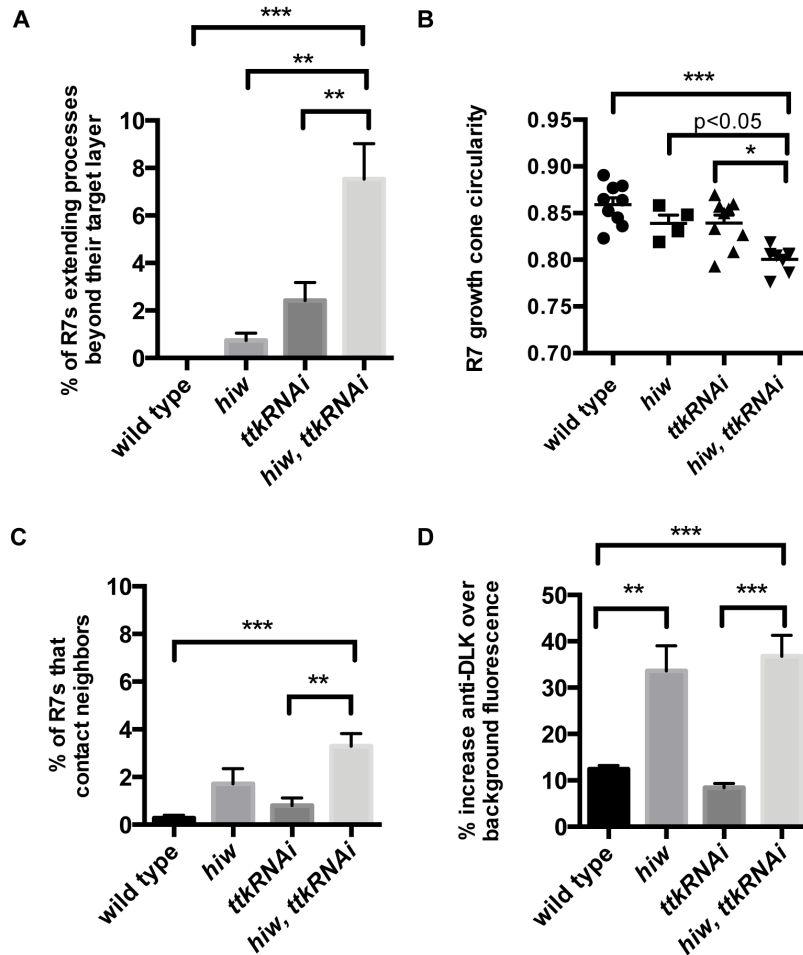 A
***
**
**
% of R7s extending processes
beyond their target layer
10
8
6
4
2
0
wild type
hiw
ttkRNAi
hiw, ttkRNAi
B
***
p<0.05
*
R7 growth cone circularity
0.95
0.90
0.85
0.80
0.75
0.70
wild type
hiw
ttkRNAi
hiw, ttkRNAi
C
***
**
% of R7s that
contact neighbors
10
8
6
4
2
0
wild type
hiw
ttkRNAi
hiw, ttkRNAi
D
***
**
***
% increase anti-DLK over
background fluorescence
50
40
30
20
10
0
wild type
hiw
ttkRNAi
hiw, ttkRNAi